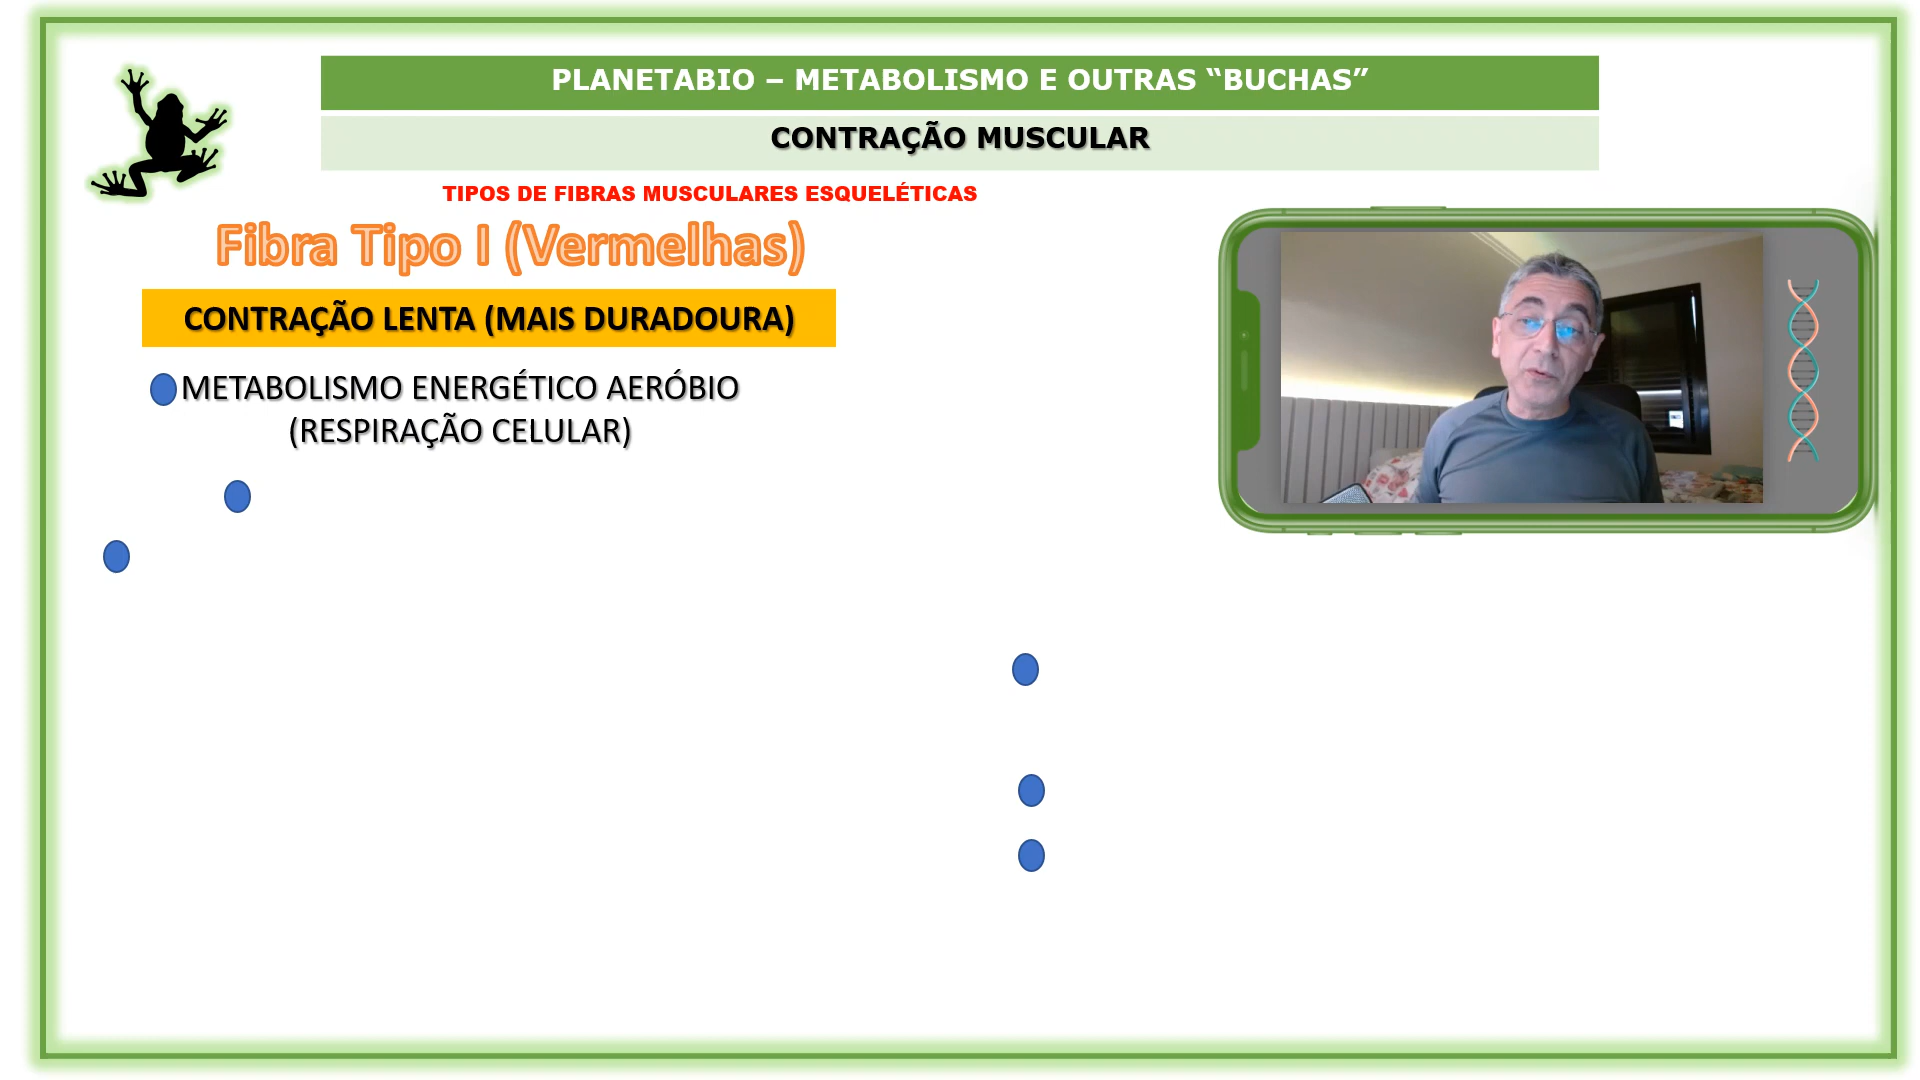 PLANETABIO – METABOLISMO E OUTRAS “BUCHAS”
CONTRAÇÃO MUSCULAR
TIPOS DE FIBRAS MUSCULARES ESQUELÉTICAS
Fibra Tipo I (Vermelhas)
CONTRAÇÃO LENTA (MAIS DURADOURA)
METABOLISMO ENERGÉTICO AERÓBIO
(RESPIRAÇÃO CELULAR)